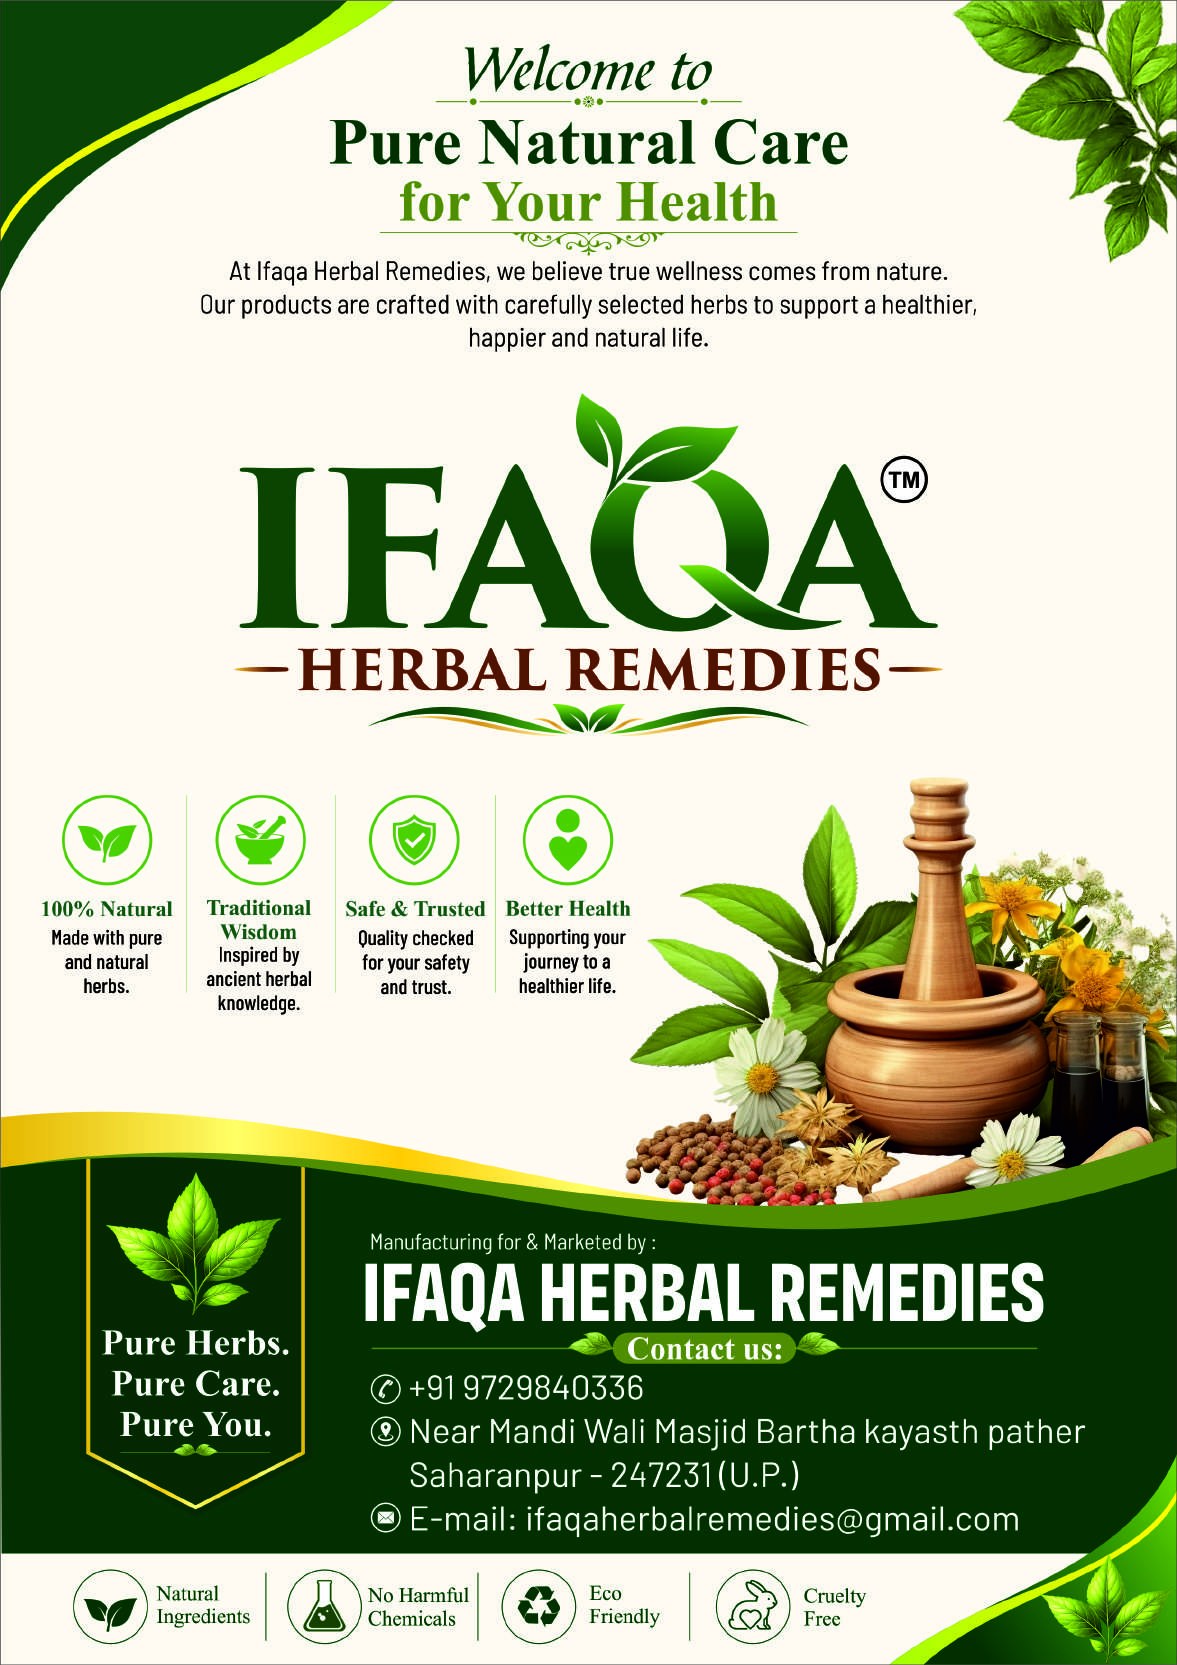 Welcome to
Pure Natural Care
for Your Health
At Ifaqa Herbal Remedies, we believe true wellness comes from nature.
Our products are crafted with carefully selected herbs to support a healthier,
happier and natural life.
IFAQA TM
HERBAL REMEDIES
100% Natural
Made with pure
and natural
herbs.
Traditional
Wisdom
Inspired by
ancient herbal
knowledge.
Safe & Trusted
Quality checked
for your safety
and trust.
Better Health
Supporting your
journey to a
healthier life.
Pure Herbs.
Pure Care.
Pure You.
Manufacturing for & Marketed by :
IFAQA HERBAL REMEDIES
Contact us:
+91 9729840336
Near Mandi Wali Masjid Bartha kayasth pather
Saharanpur - 247231 (U.P.)
E-mail: ifaqaherbalremedies@gmail.com
Natural
Ingredients
No Harmful
Chemicals
Eco
Friendly
Cruelty
Free